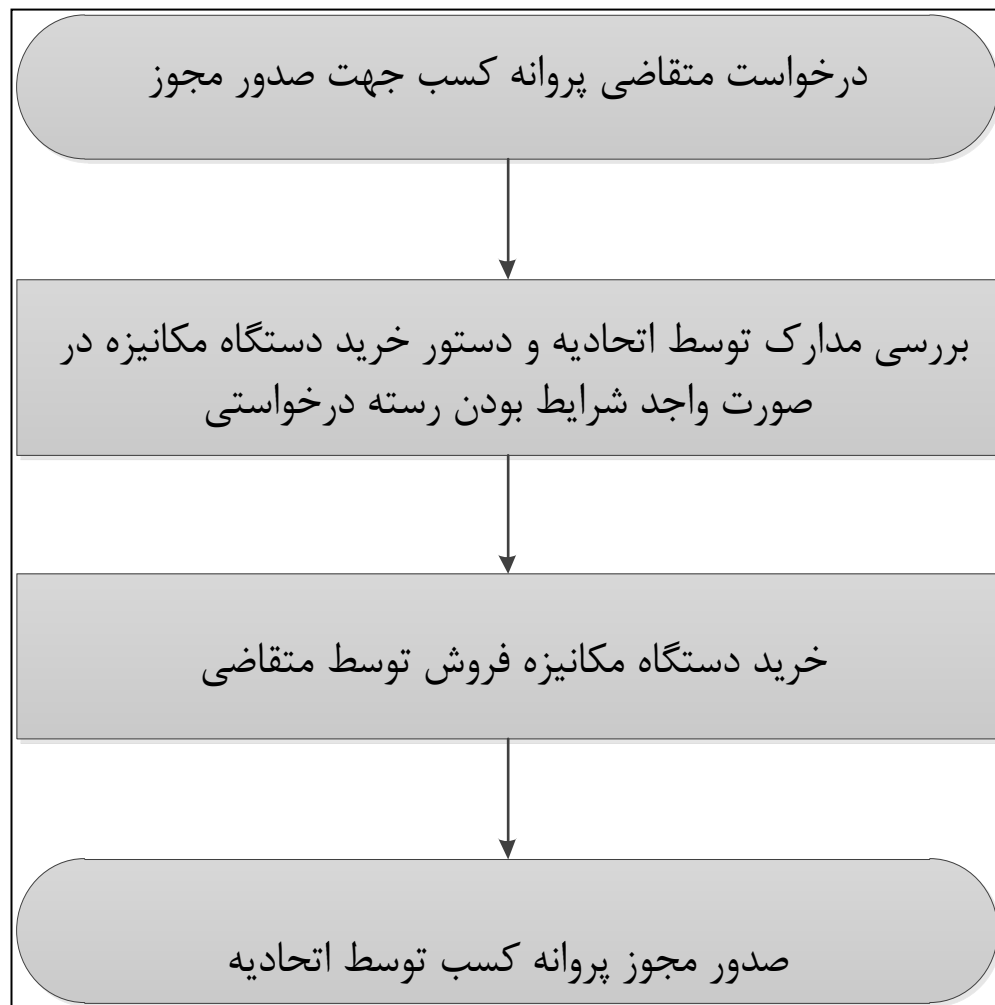 درخواست متقاضی پروانه کسب جهت صدور مجوز
بررسی مدارک توسط اتحادیه و دستور خرید دستگاه مکانیزه در
صورت واجد شرایط بودن رسته درخواستی
خرید دستگاه مکانیزه فروش توسط متقاضی
صدور مجوز پروانه کسب توسط اتحادیه